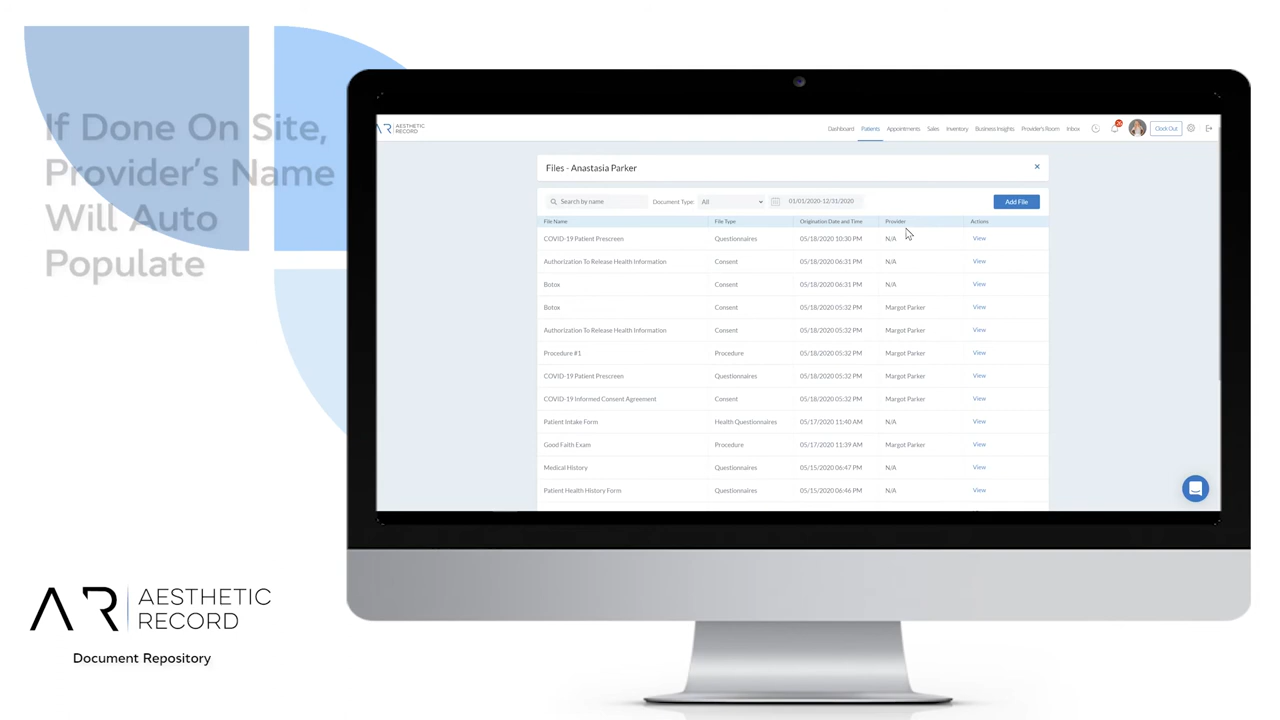 If Done On Site,
Provider's Name
Will Auto
Populate
AR AESTHETIC RECORD
Dashboard Patients Appointments Sales Inventory Business Insights Provider's Room Inbox Clock Out
Files - Anastasia Parker
Search by name Document Type: All 01/01/2020-12/31/2020 Add File
File Name File Type Origination Date and Time Provider Actions
COVID-19 Patient Prescreen Questionnaires 05/18/2020 10:30 PM N/A View
Authorization To Release Health Information Consent 05/18/2020 06:31 PM N/A View
Botox Consent 05/18/2020 06:31 PM N/A View
Botox Consent 05/18/2020 05:32 PM Margot Parker View
Authorization To Release Health Information Consent 05/18/2020 05:32 PM Margot Parker View
Procedure #1 Procedure 05/18/2020 05:32 PM Margot Parker View
COVID-19 Patient Prescreen Questionnaires 05/18/2020 05:32 PM Margot Parker View
COVID-19 Informed Consent Agreement Consent 05/18/2020 05:32 PM Margot Parker View
Patient Intake Form Health Questionnaires 05/17/2020 11:40 AM N/A View
Good Faith Exam Procedure 05/17/2020 11:39 AM Margot Parker View
Medical History Questionnaires 05/15/2020 06:47 PM N/A View
Patient Health History Form Questionnaires 05/15/2020 06:46 PM N/A View
AR AESTHETIC
RECORD
Document Repository